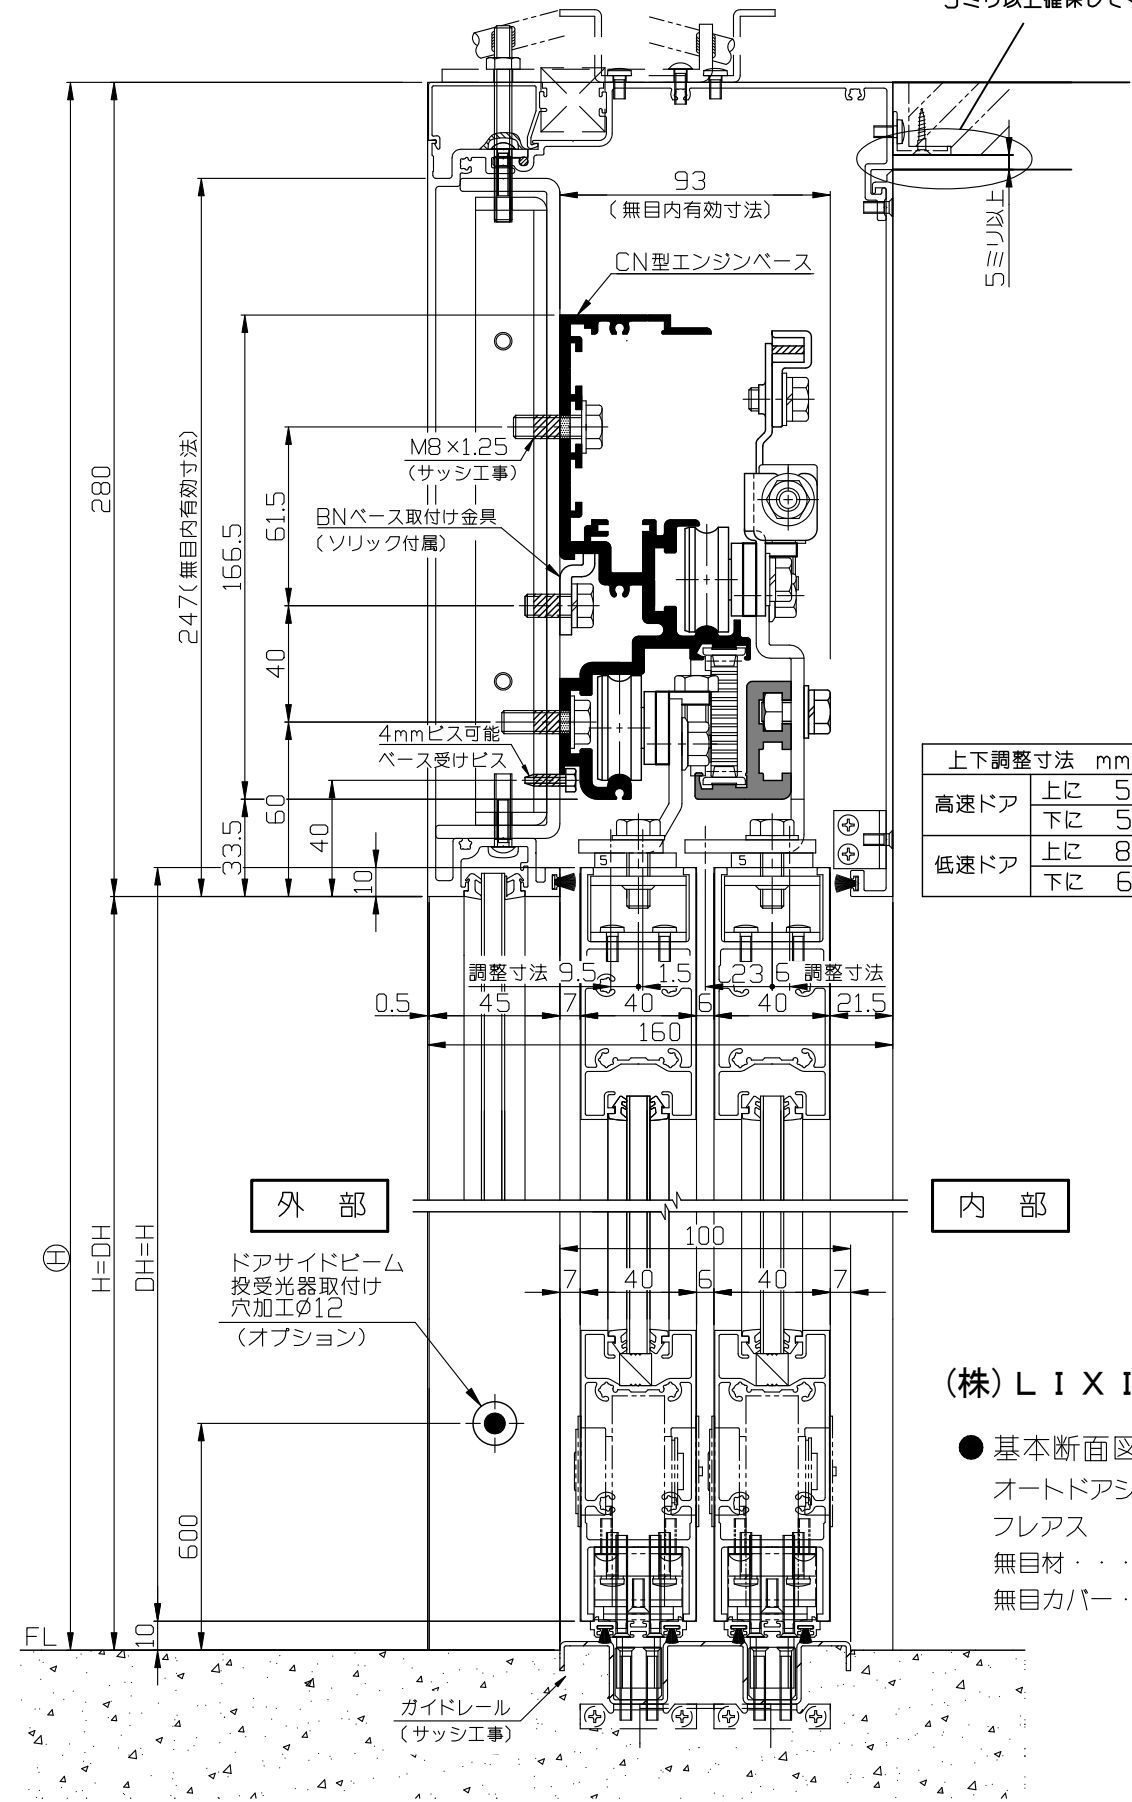 5ミリ以上確保して
93
(無目内有効寸法)
CN型エンジンベース
5ミリ以上
M8×1.25
(サッシ工事)
BNベース取付け金具
(ソリック付属)
280
247(無目内有効寸法)
166.5
61.5
40
4mmビス可能
ベース受けビス
60
33.5
40
10
上下調整寸法 mm
高速ドア 上に 5
下に 5
低速ドア 上に 8
下に 6
5 5
調整寸法 9.5 1.5 23 6 調整寸法
0.5 45 7 40 6 40 21.5
160
外 部
内 部
100
7 40 6 40 7
H
H=DH
DH=H
ドアサイドビーム
投受光器取付け
穴加工φ12
(オプション)
600
10
FL
ガイドレール
(サッシ工事)
(株)LIXI
● 基本断面図
オートドアシ
フレアス
無目材・・・
無目カバー・